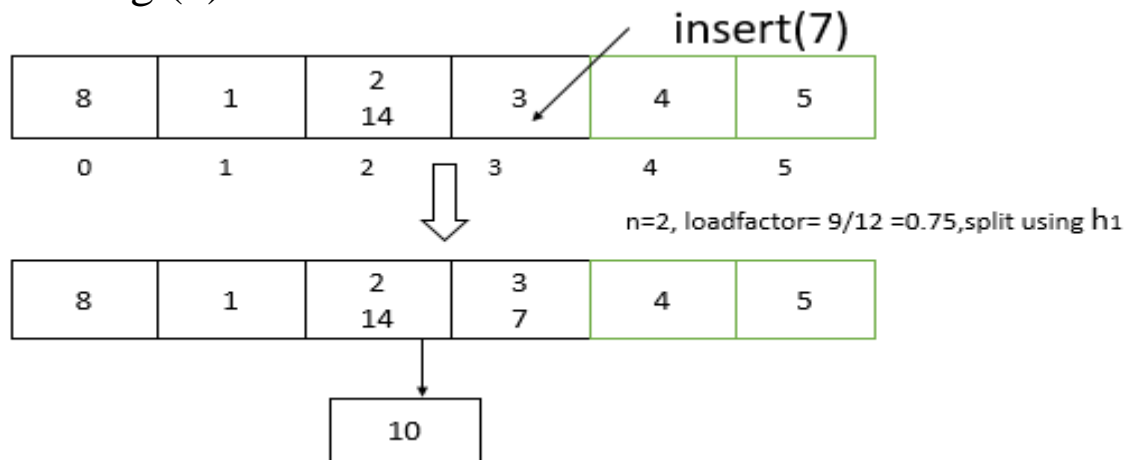 insert(7)
8 1 2 3 4 5
14
0 1 2 3 4 5
n=2, loadfactor= 9/12 =0.75,split using h1
8 1 2 3 4 5
14 7
10